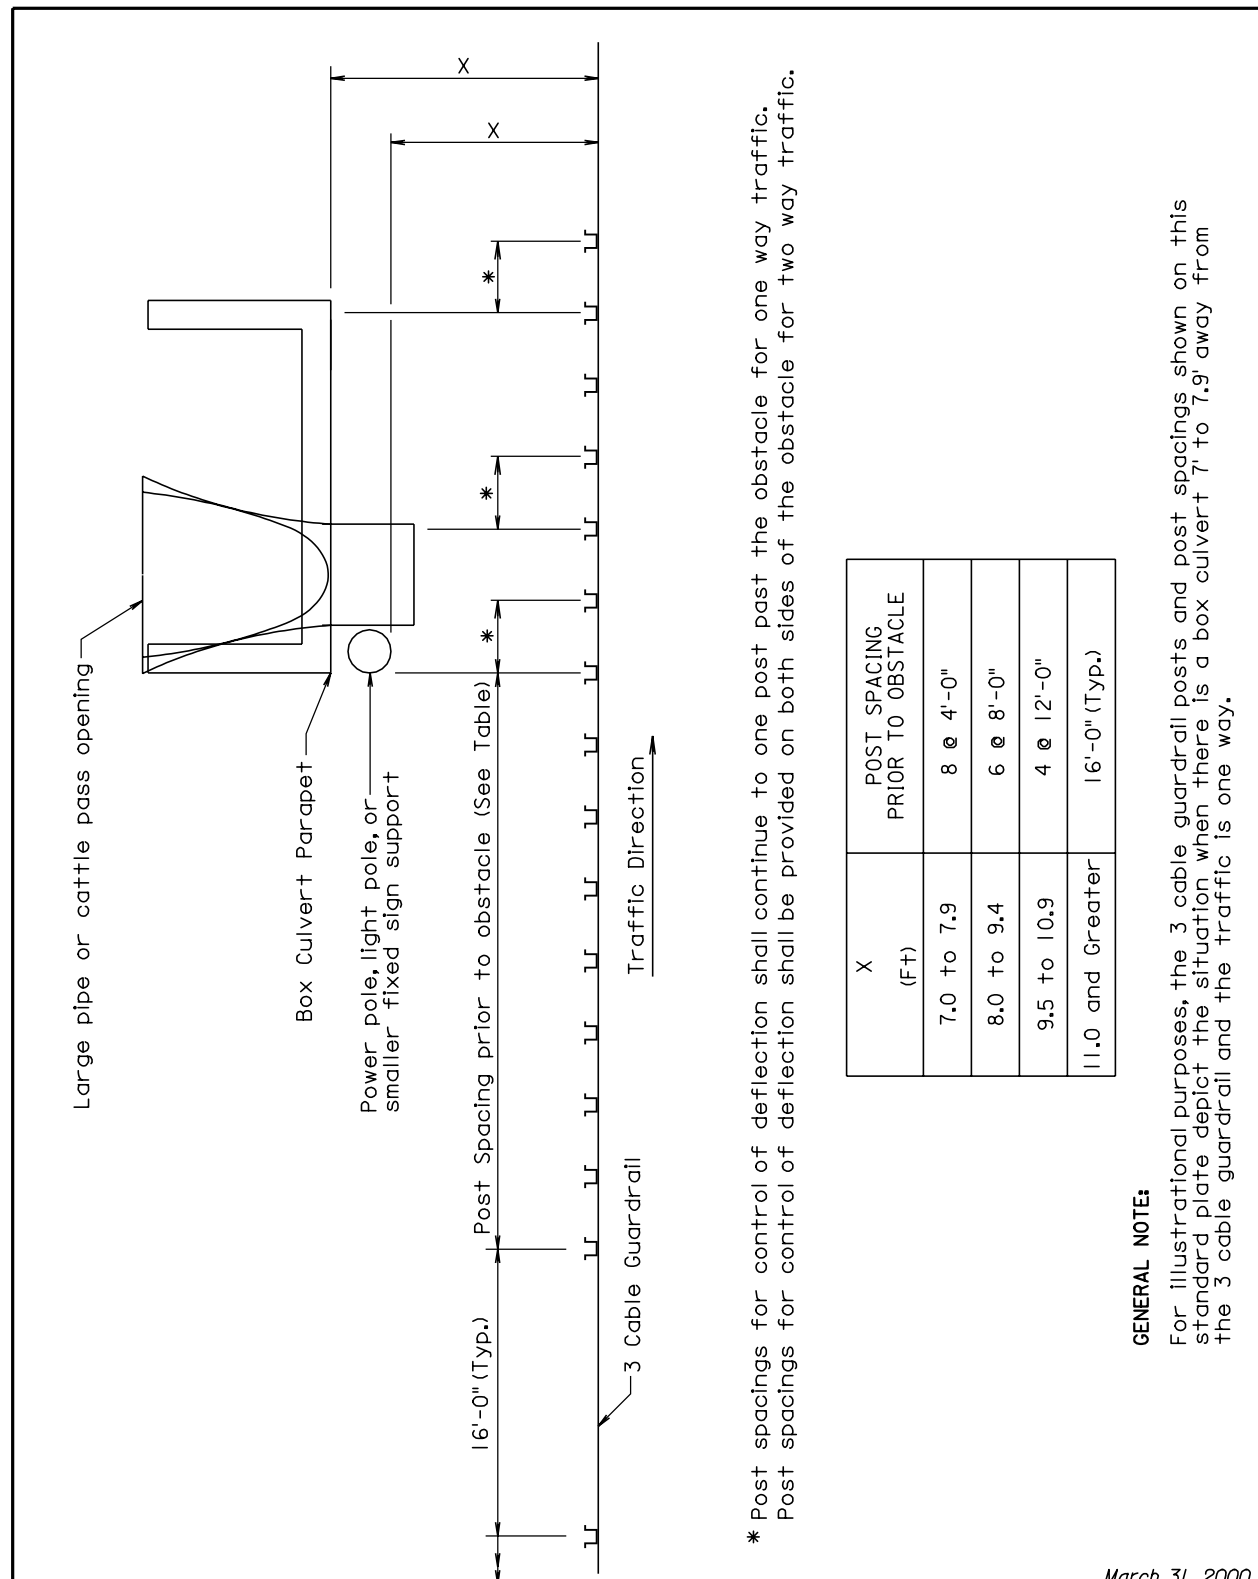 Large pipe or cattle pass opening
Box Culvert Parapet
Power pole, light pole, or
smaller fixed sign support
X
X
*
*
*
16'-0" (Typ.)
Post Spacing prior to obstacle (See Table)
3 Cable Guardrail
Traffic Direction
* Post spacings for control of deflection shall continue to one post past the obstacle for one way traffic.
Post spacings for control of deflection shall be provided on both sides of the obstacle for two way traffic.
X
(Ft)
POST SPACING
PRIOR TO OBSTACLE
7.0 to 7.9
8 @ 4'-0"
8.0 to 9.4
6 @ 8'-0"
9.5 to 10.9
4 @ 12'-0"
11.0 and Greater
16'-0" (Typ.)
GENERAL NOTE:
For illustrational purposes, the 3 cable guardrail posts and post spacings shown on this
standard plate depict the situation when there is a box culvert 7' to 7.9' away from
the 3 cable guardrail and the traffic is one way.
March 31, 2000